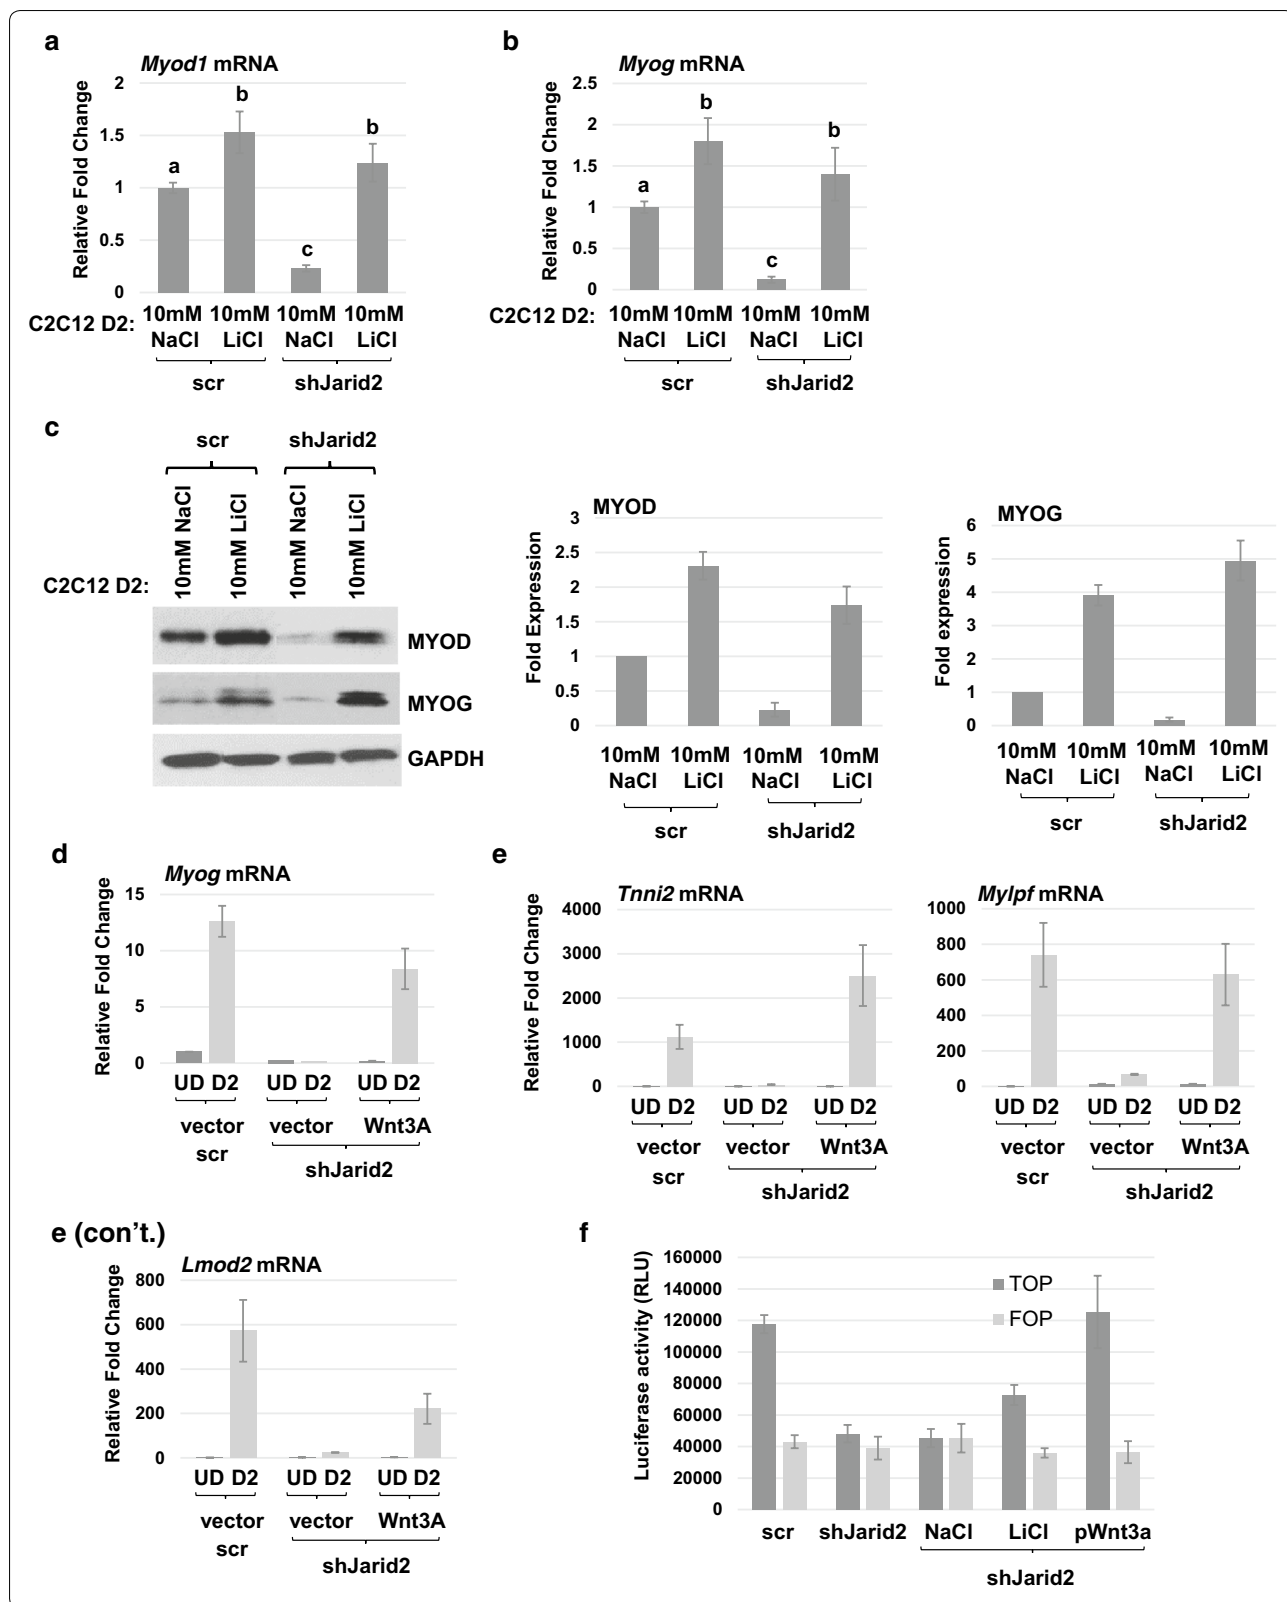 a
Myod1 mRNA
Relative Fold Change
2
1.5
1
0.5
0
a
b
c
b
C2C12 D2:
10mM 10mM 10mM 10mM
NaCl LiCl NaCl LiCl
scr shJarid2
b
Myog mRNA
Relative Fold Change
2.5
2
1.5
1
0.5
0
a
b
c
b
C2C12 D2:
10mM 10mM 10mM 10mM
NaCl LiCl NaCl LiCl
scr shJarid2
c
scr shJarid2
10mM NaCl
10mM LiCl
10mM NaCl
10mM LiCl
C2C12 D2:
MYOD
MYOG
GAPDH
MYOD
Fold Expression
3
2.5
2
1.5
1
0.5
0
10mM 10mM 10mM 10mM
NaCl LiCl NaCl LiCl
scr shJarid2
MYOG
Fold expression
6
5
4
3
2
1
0
10mM 10mM 10mM 10mM
NaCl LiCl NaCl LiCl
scr shJarid2
d
Myog mRNA
Relative Fold Change
15
10
5
0
UD D2 UD D2 UD D2
vector vector Wnt3A
scr
shJarid2
e
Tnni2 mRNA
Relative Fold Change
4000
3000
2000
1000
0
UD D2 UD D2 UD D2
vector vector Wnt3A
scr shJarid2
Mylpf mRNA
1000
800
600
400
200
0
UD D2 UD D2 UD D2
vector vector Wnt3A
scr shJarid2
e (con't.)
Lmod2 mRNA
Relative Fold Change
800
600
400
200
0
UD D2 UD D2 UD D2
vector vector Wnt3A
scr
shJarid2
f
Luciferase activity (RLU)
160000
140000
120000
100000
80000
60000
40000
20000
0
TOP
FOP
scr shJarid2 NaCl LiCl pWnt3a
shJarid2